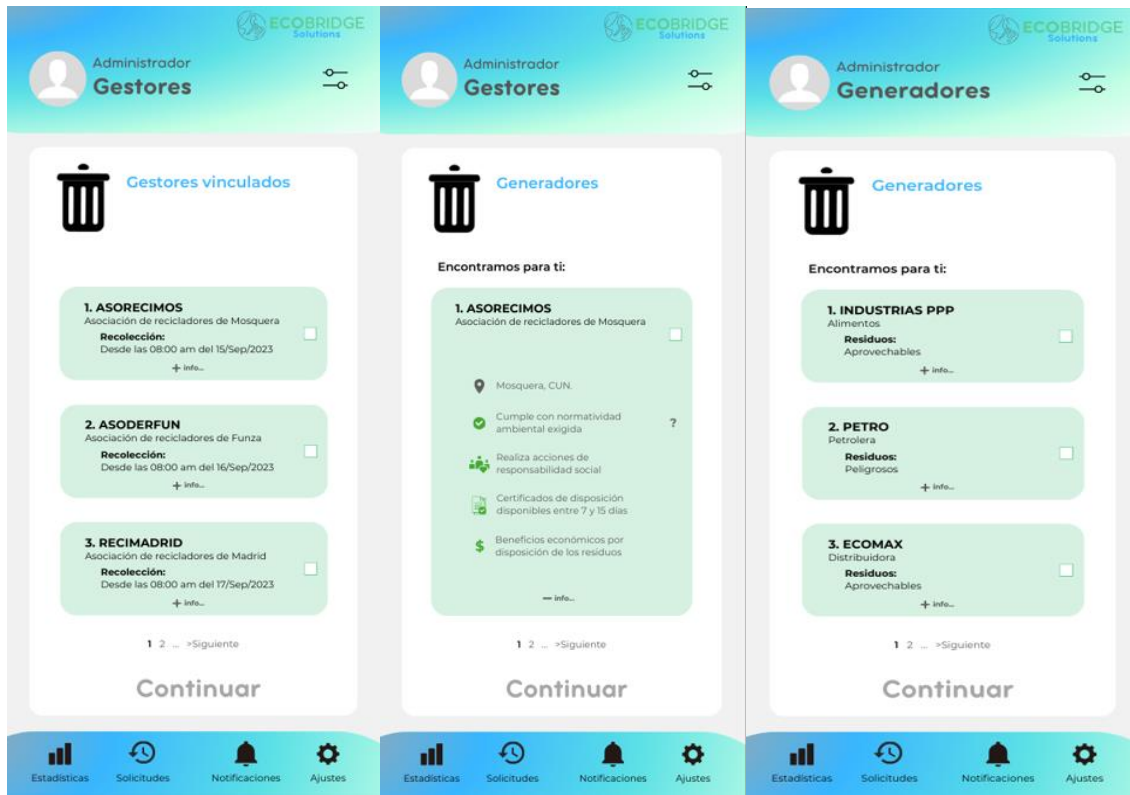 ECOBRIDGE
Solutions
Administrador
Gestores
Gestores vinculados
1. ASORECIMOS
Asociación de recicladores de Mosquera
Recolección:
Desde las 08:00 am del 15/Sep/2023
+ info...
2. ASODERFUN
Asociación de recicladores de Funza
Recolección:
Desde las 08:00 am del 16/Sep/2023
+ info...
3. RECIMADRID
Asociación de recicladores de Madrid
Recolección:
Desde las 08:00 am del 17/Sep/2023
+ info...
1 2 ... >Siguiente
Continuar
Estadísticas Solicitudes Notificaciones Ajustes
ECOBRIDGE
Solutions
Administrador
Gestores
Generadores
Encontramos para ti:
1. ASORECIMOS
Asociación de recicladores de Mosquera
Mosquera, CUN.
Cumple con normatividad
ambiental exigida ?
Realiza acciones de
responsabilidad social
Certificados de disposición
disponibles entre 7 y 15 días
$ Beneficios económicos por
disposición de los residuos
− info...
1 2 ... >Siguiente
Continuar
Estadísticas Solicitudes Notificaciones Ajustes
ECOBRIDGE
Solutions
Administrador
Generadores
Generadores
Encontramos para ti:
1. INDUSTRIAS PPP
Alimentos
Residuos:
Aprovechables
+ info...
2. PETRO
Petrolera
Residuos:
Peligrosos
+ info...
3. ECOMAX
Distribuidora
Residuos:
Aprovechables
+ info...
1 2 ... >Siguiente
Continuar
Estadísticas Solicitudes Notificaciones Ajustes